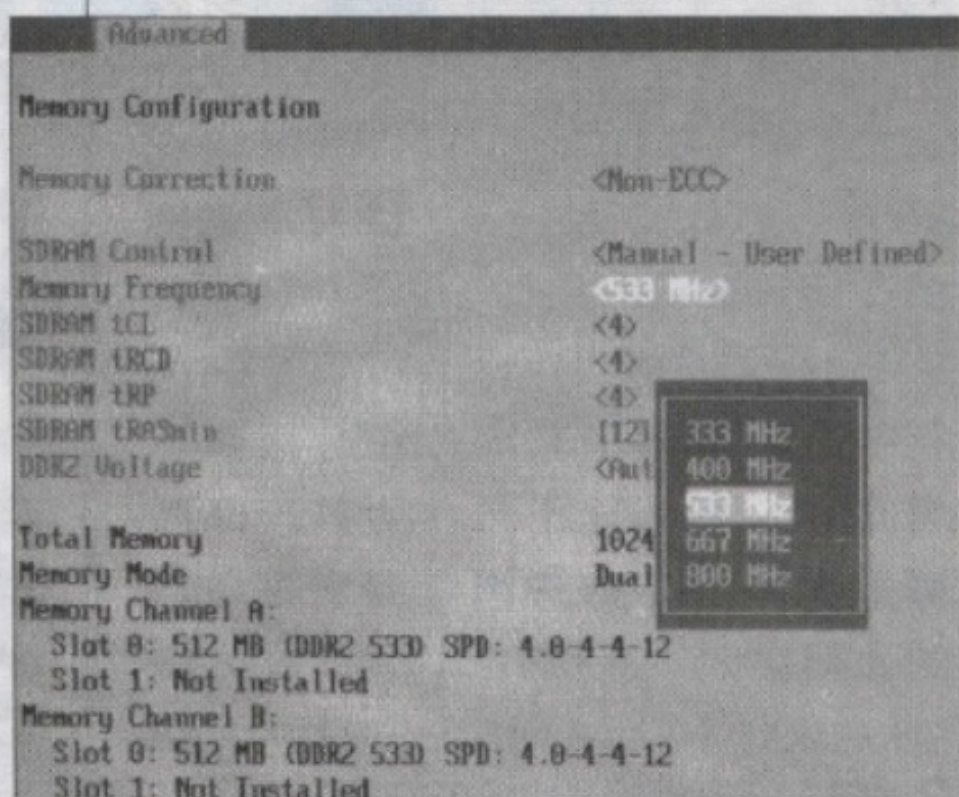 Advanced
Memory Configuration
Memory Correction <Non-ECC>
SDRAM Control <Manual - User Defined>
Memory Frequency <533 MHz>
SDRAM tCL <4>
SDRAM tRCD <4>
SDRAM tRP <4>
SDRAM tRASmin [12]
DDR2 Voltage <Aut
333 MHz
400 MHz
533 MHz
667 MHz
800 MHz
Total Memory 1024
Memory Mode Dual
Memory Channel A:
Slot 0: 512 MB (DDR2 533) SPD: 4.0-4-4-12
Slot 1: Not Installed
Memory Channel B:
Slot 0: 512 MB (DDR2 533) SPD: 4.0-4-4-12
Slot 1: Not Installed